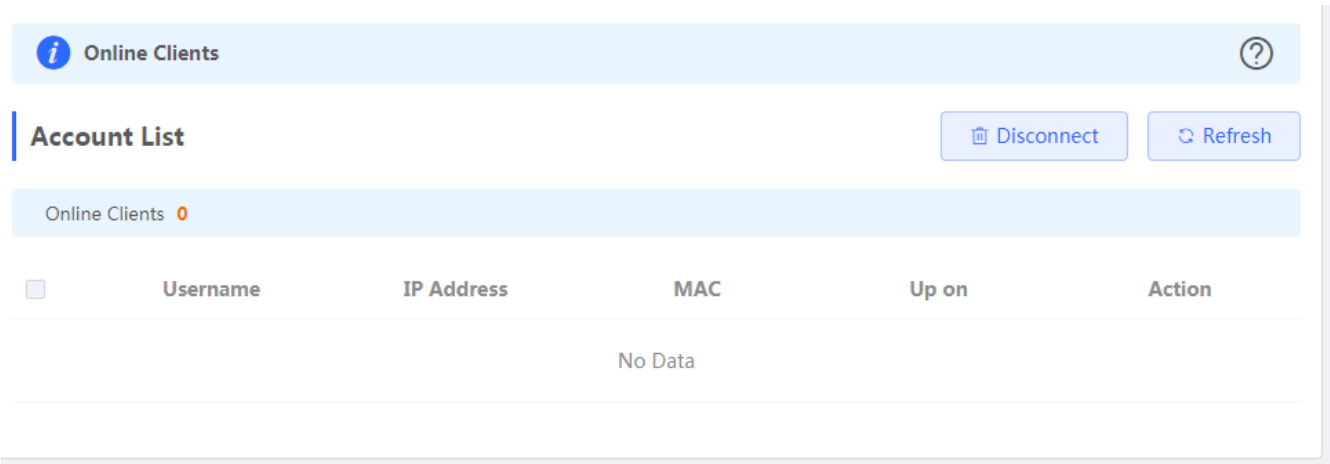 Online Clients
Account List
Disconnect
Refresh
Online Clients 0
Username IP Address MAC Up on Action
No Data